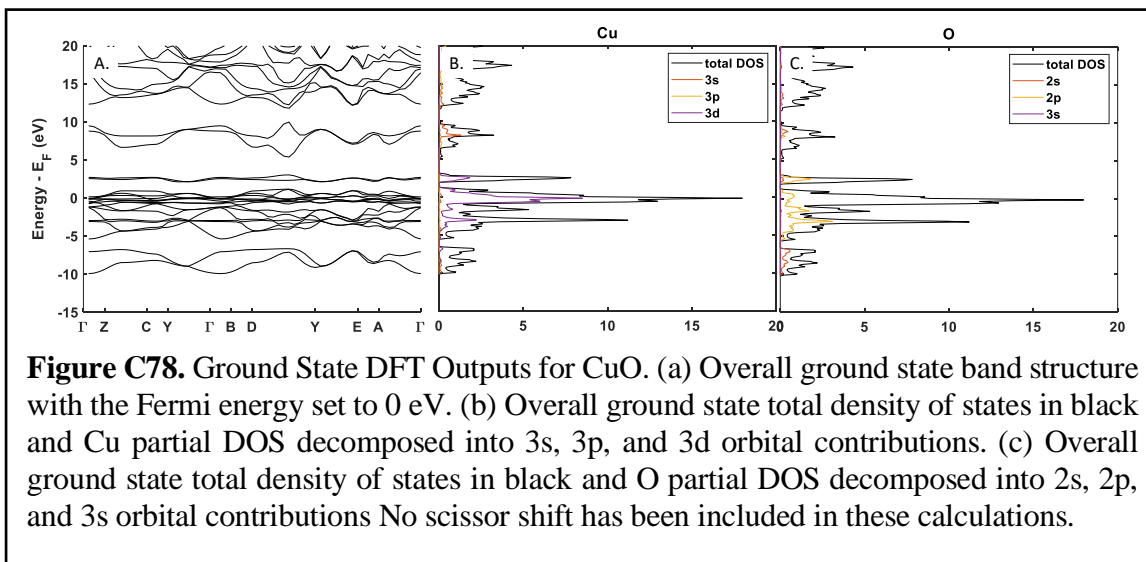 Cu
O
A.
B.
C.
total DOS
3s
3p
3d
total DOS
2s
2p
3s
Energy - E_F (eV)
20
15
10
5
0
-5
-10
-15
Γ Z C Y Γ B D Y E A Γ
0 5 10 15 20
0 5 10 15 20
Figure C78. Ground State DFT Outputs for CuO. (a) Overall ground state band structure
with the Fermi energy set to 0 eV. (b) Overall ground state total density of states in black
and Cu partial DOS decomposed into 3s, 3p, and 3d orbital contributions. (c) Overall
ground state total density of states in black and O partial DOS decomposed into 2s, 2p,
and 3s orbital contributions No scissor shift has been included in these calculations.